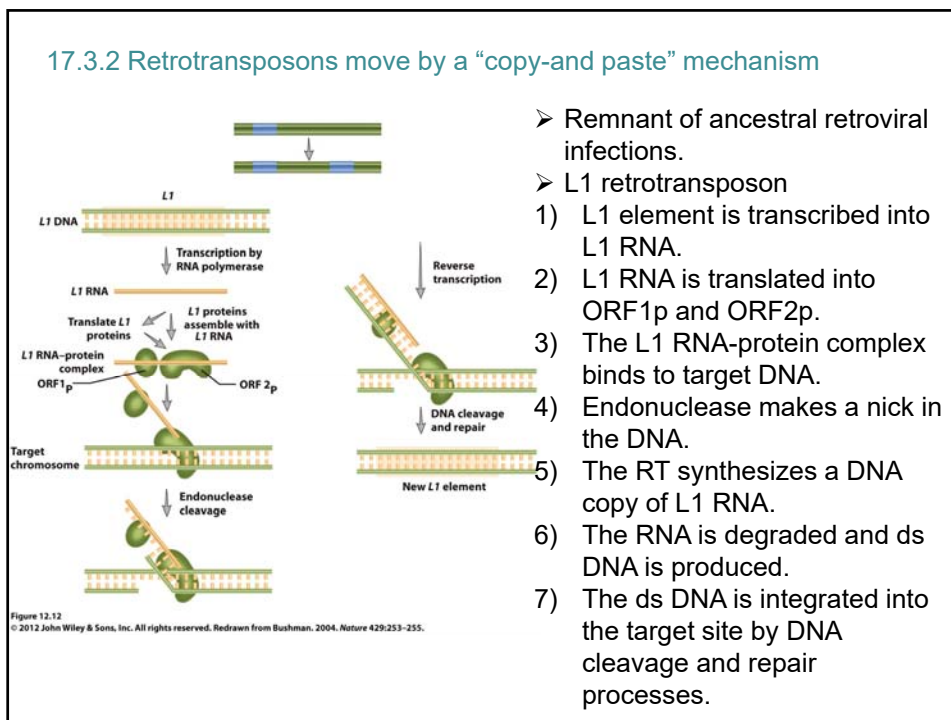 17.3.2 Retrotransposons move by a “copy-and paste” mechanism
L1
L1 DNA
Transcription by
RNA polymerase
L1 RNA
Translate L1
proteins
L1 proteins
assemble with
L1 RNA
L1 RNA–protein
complex
ORF1p
ORF 2p
Target
chromosome
Endonuclease
cleavage
Reverse
transcription
DNA cleavage
and repair
New L1 element
Figure 12.12
© 2012 John Wiley & Sons, Inc. All rights reserved. Redrawn from Bushman. 2004. Nature 429:253–255.
➢ Remnant of ancestral retroviral
infections.
➢ L1 retrotransposon
1) L1 element is transcribed into
L1 RNA.
2) L1 RNA is translated into
ORF1p and ORF2p.
3) The L1 RNA-protein complex
binds to target DNA.
4) Endonuclease makes a nick in
the DNA.
5) The RT synthesizes a DNA
copy of L1 RNA.
6) The RNA is degraded and ds
DNA is produced.
7) The ds DNA is integrated into
the target site by DNA
cleavage and repair
processes.